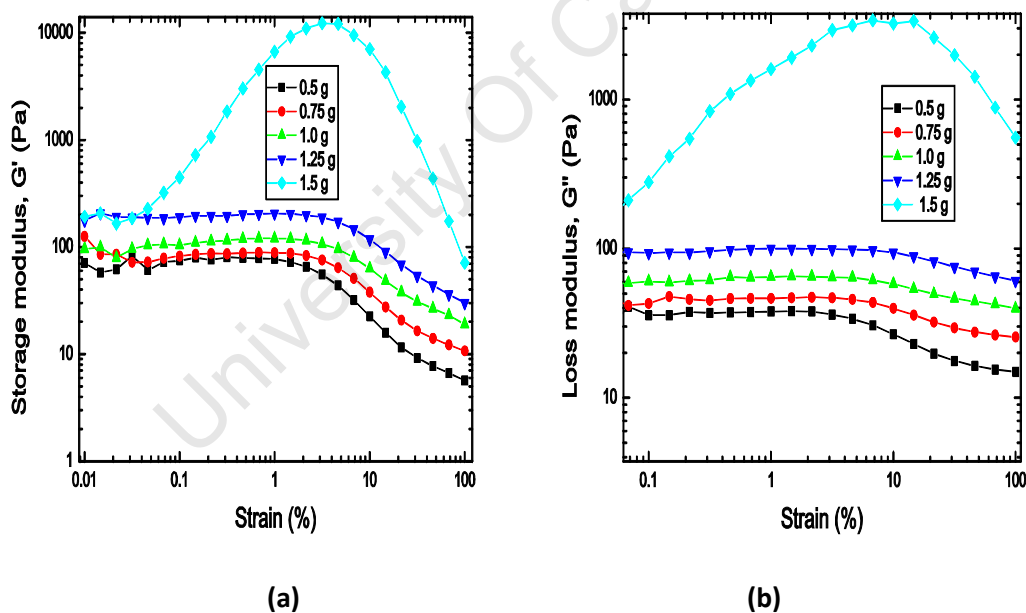 10000
1000
100
10
1
Storage modulus, G' (Pa)
0.5 g
0.75 g
1.0 g
1.25 g
1.5 g
0.01
0.1
1
10
100
Strain (%)
(a)
1000
100
10
Loss modulus, G" (Pa)
0.5 g
0.75 g
1.0 g
1.25 g
1.5 g
0.1
1
10
100
Strain (%)
(b)
University Of Ca